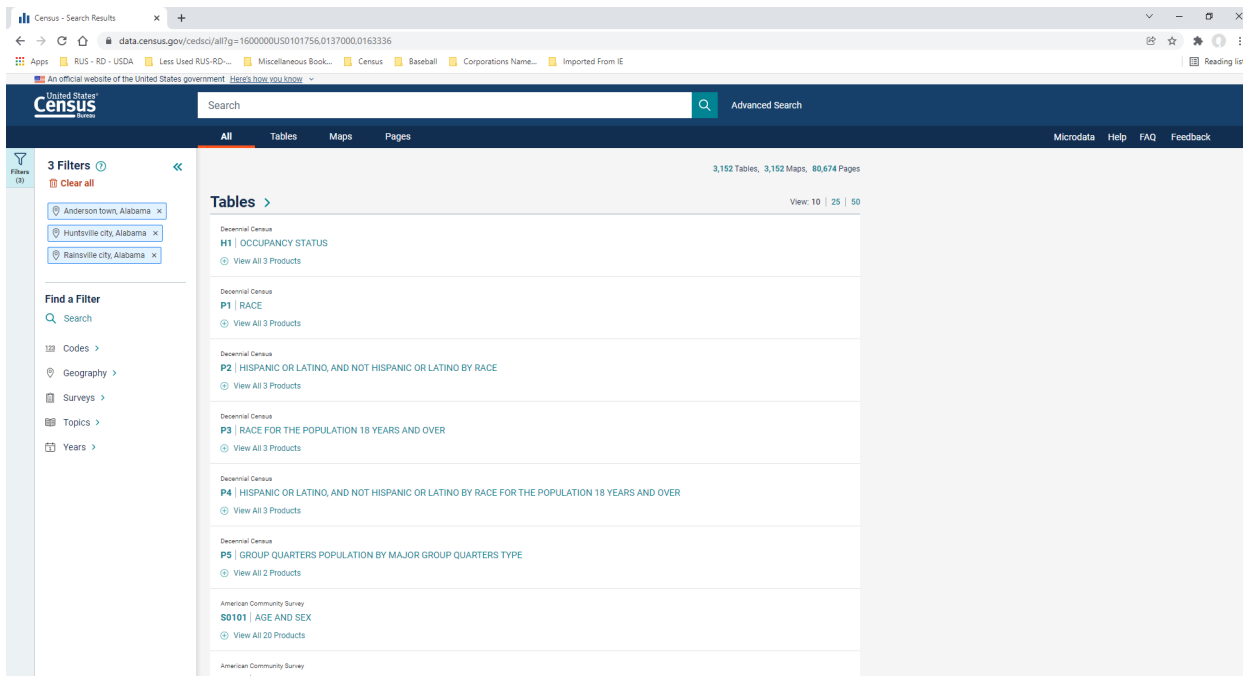 Census - Search Results
data.census.gov/cedsci/all?g=1600000US0101756,0137000,0163336
Apps RUS - RD - USDA Less Used RUS-RD-... Miscellaneous Book... Census Baseball Corporations Name... Imported From IE Reading list
An official website of the United States government Here's how you know
United States®
Census
Bureau
Search
Advanced Search
All Tables Maps Pages Microdata Help FAQ Feedback
Filters
(3)
3 Filters
Clear all
Anderson town, Alabama ×
Huntsville city, Alabama ×
Rainsville city, Alabama ×
Find a Filter
Search
123 Codes
Geography
Surveys
Topics
Years
3,152 Tables, 3,152 Maps, 80,674 Pages
Tables
View: 10 | 25 | 50
Decennial Census
H1 | OCCUPANCY STATUS
View All 3 Products
Decennial Census
P1 | RACE
View All 3 Products
Decennial Census
P2 | HISPANIC OR LATINO, AND NOT HISPANIC OR LATINO BY RACE
View All 3 Products
Decennial Census
P3 | RACE FOR THE POPULATION 18 YEARS AND OVER
View All 3 Products
Decennial Census
P4 | HISPANIC OR LATINO, AND NOT HISPANIC OR LATINO BY RACE FOR THE POPULATION 18 YEARS AND OVER
View All 3 Products
Decennial Census
P5 | GROUP QUARTERS POPULATION BY MAJOR GROUP QUARTERS TYPE
View All 2 Products
American Community Survey
S0101 | AGE AND SEX
View All 20 Products
American Community Survey